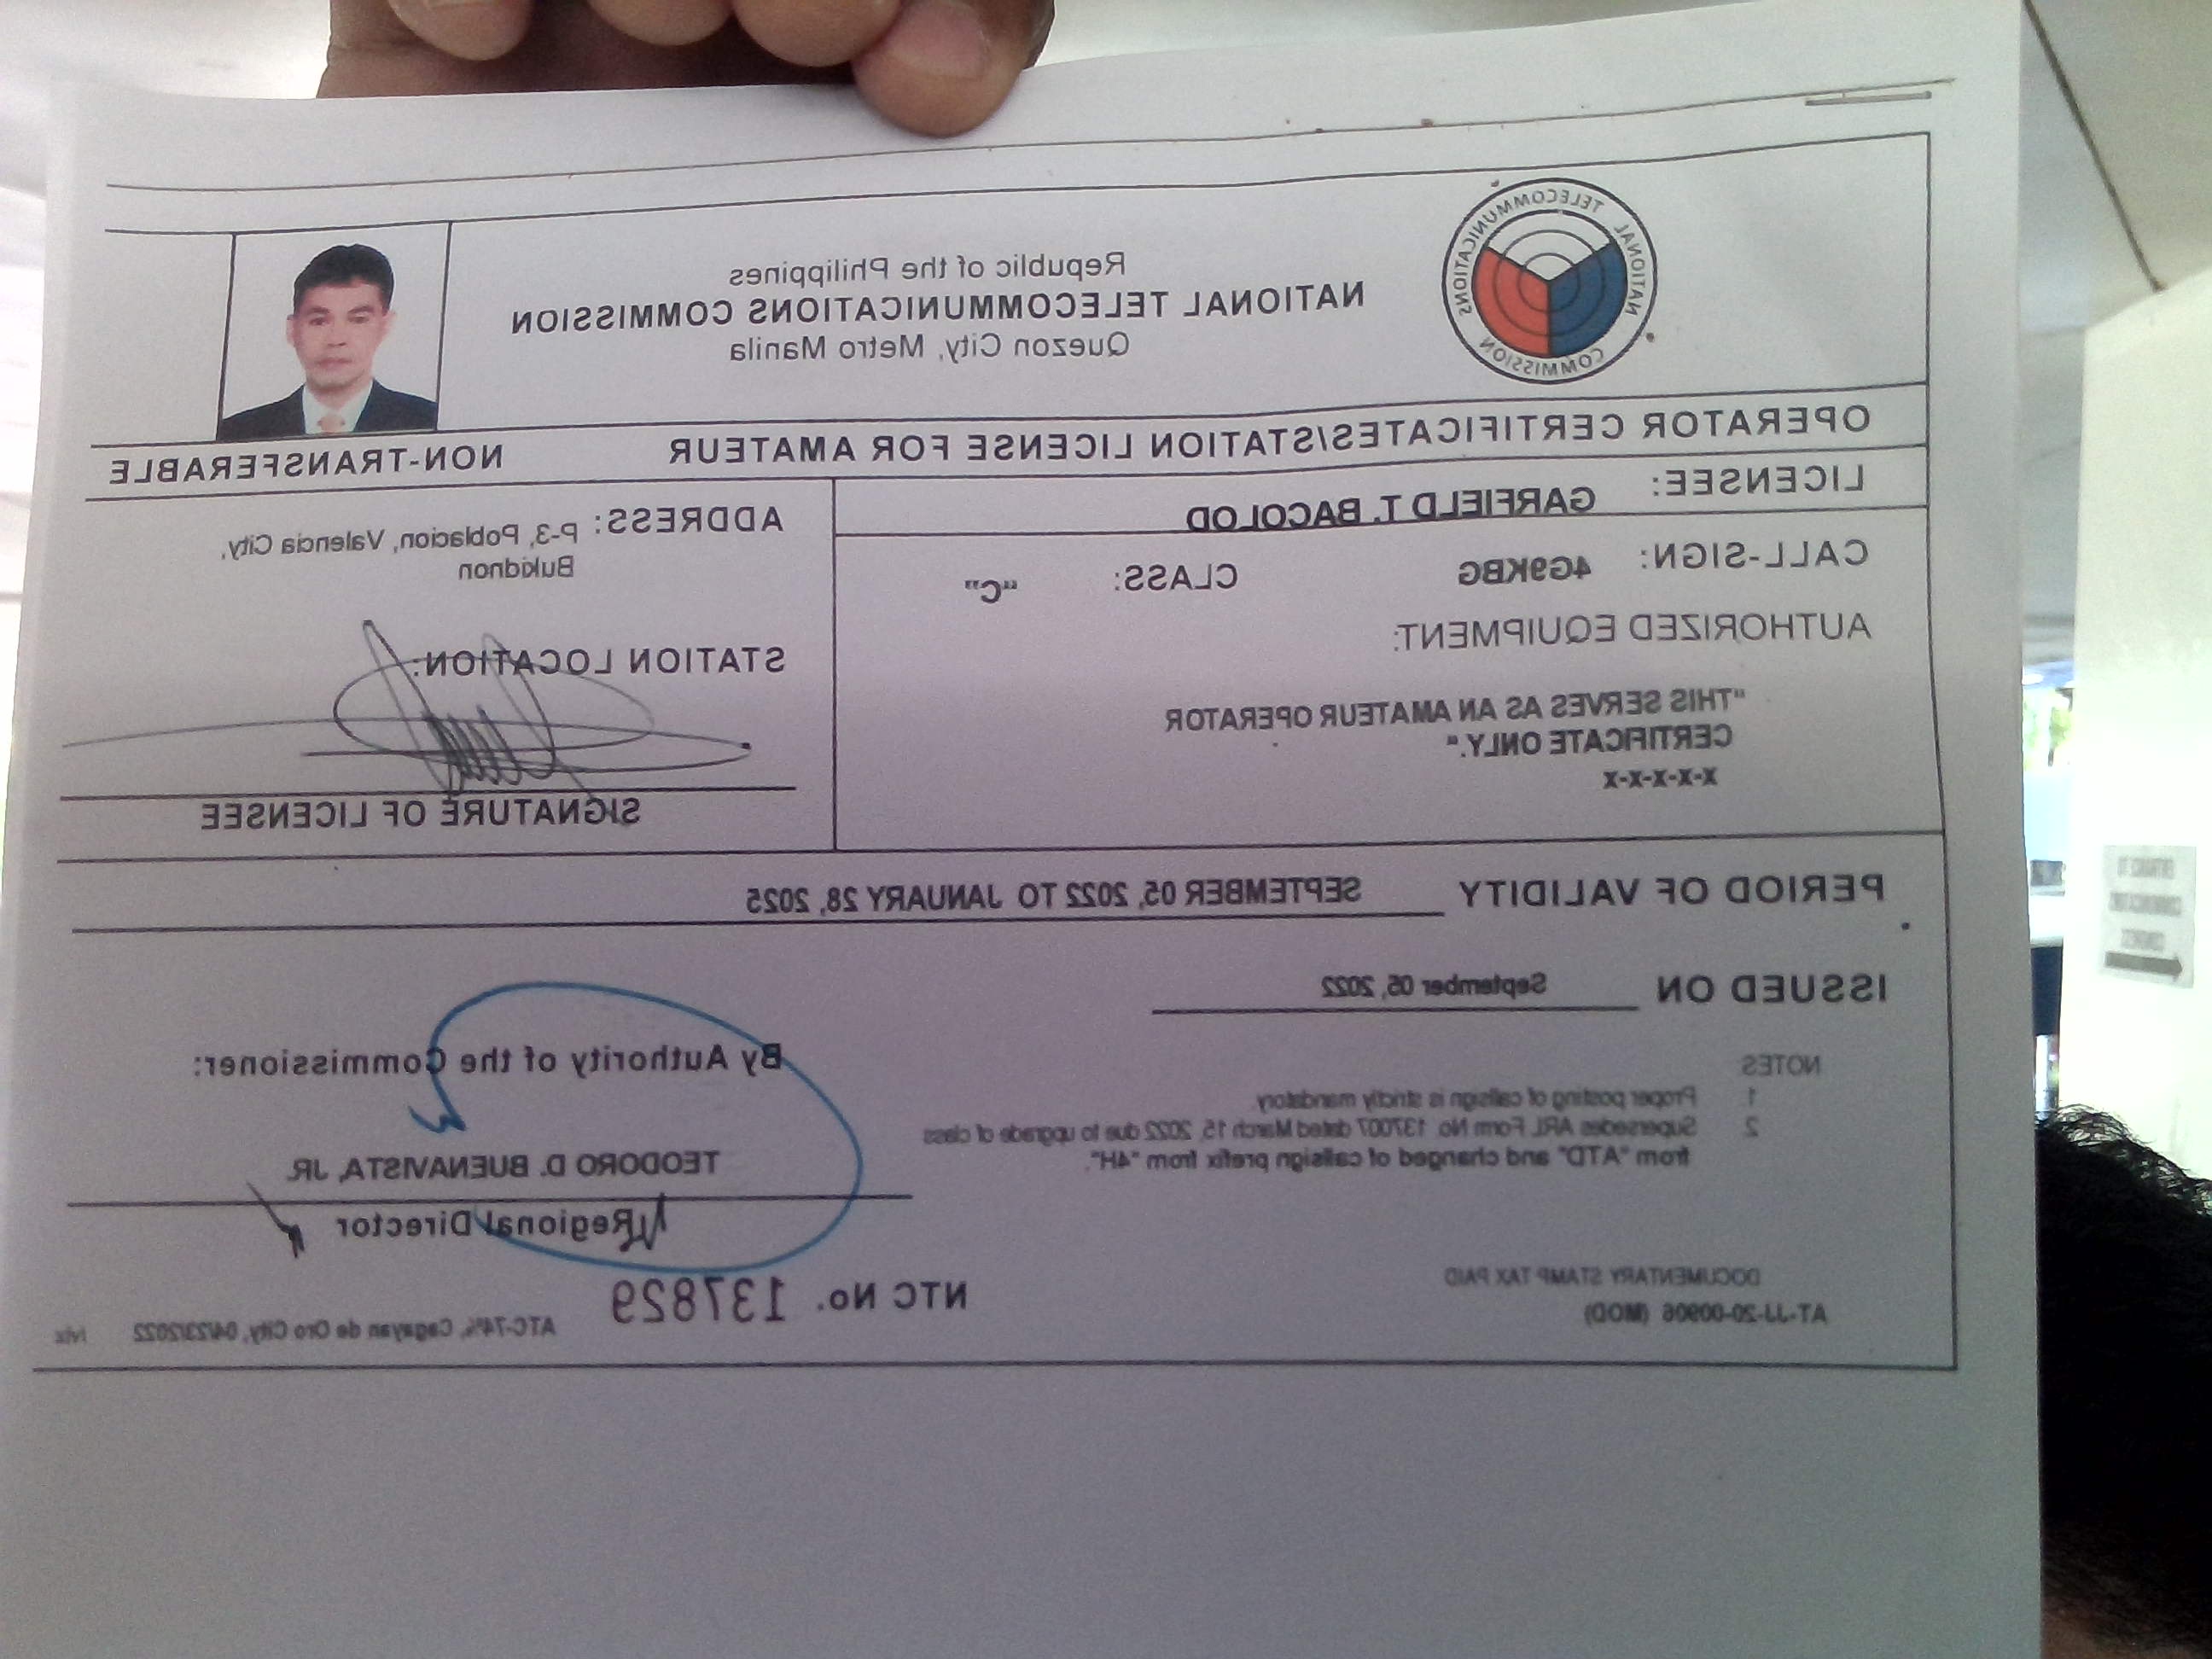 NATIONAL TELECOMMUNICATIONS COMMISSION
Republic of the Philippines
NATIONAL TELECOMMUNICATIONS COMMISSION
Quezon City, Metro Manila
OPERATOR CERTIFICATES/STATION LICENSE FOR AMATEUR NON-TRANSFERABLE
LICENSEE: GARFIELD T. BACOLOD
CALL-SIGN: 4G9KBG CLASS: "C"
AUTHORIZED EQUIPMENT:
"THIS SERVES AS AN AMATEUR OPERATOR
CERTIFICATE ONLY."
x-x-x-x-x
ADDRESS: P-3, Poblacion, Valencia City,
Bukidnon
STATION LOCATION:
SIGNATURE OF LICENSEE
PERIOD OF VALIDITY SEPTEMBER 05, 2022 TO JANUARY 28, 2025
ISSUED ON September 05, 2022
NOTES
1 Proper posting of callsign is strictly mandatory.
2 Supersedes ARL Form No. 137007 dated March 15, 2022 due to upgrade of class
from "ATD" and changed of callsign prefix from "4H".
By Authority of the Commissioner:
TEODORO D. BUENAVISTA, JR.
Regional Director
DOCUMENTARY STAMP TAX PAID
AT-JJ-20-00906 (MOD)
NTC No. 137829
Cagayan de Oro City, 04/23/2022